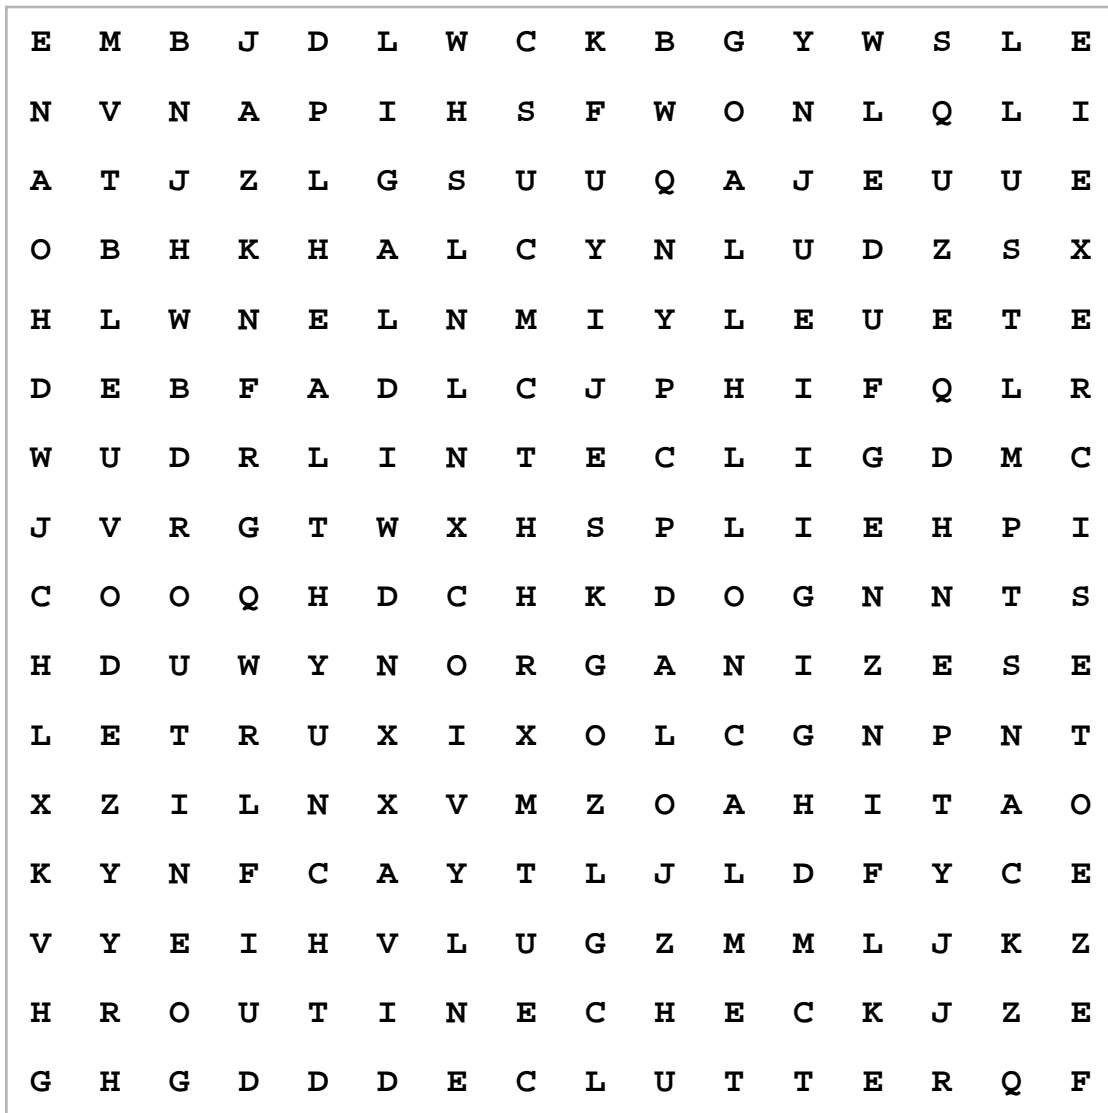 E M B J D L W C K B G Y W S L E
N V N A P I H S F W O N L Q L I
A T J Z L G S U U Q A J E U U E
O B H K H A L C Y N L U D Z S X
H L W N E L N M I Y L E U E T E
D E B F A D L C J P H I F Q L R
W U D R L I N T E C L I G D M C
J V R G T W X H S P L I E H P I
C O O Q H D C H K D O G N N T S
H D U W Y N O R G A N I Z E S E
L E T R U X I X O L C G N P N T
X Z I L N X V M Z O A H I T A O
K Y N F C A Y T L J L D F Y C E
V Y E I H V L U G Z M M L J K Z
H R O U T I N E C H E C K J Z E
G H G D D D E C L U T T E R Q F